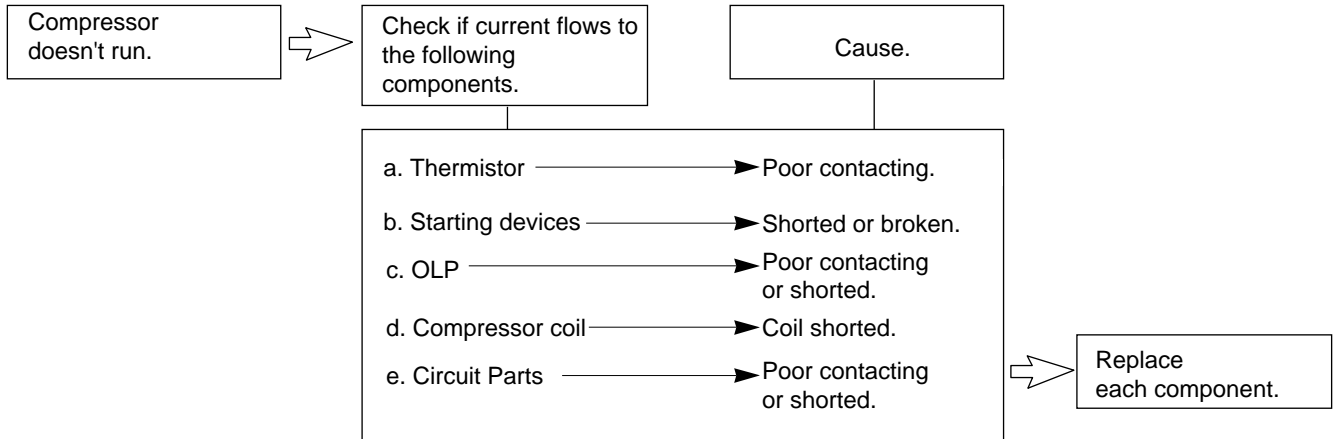 Compressor
doesn't run.
Check if current flows to
the following
components.
Cause.
a. Thermistor
Poor contacting.
b. Starting devices
Shorted or broken.
c. OLP
Poor contacting
or shorted.
d. Compressor coil
Coil shorted.
e. Circuit Parts
Poor contacting
or shorted.
Replace
each component.